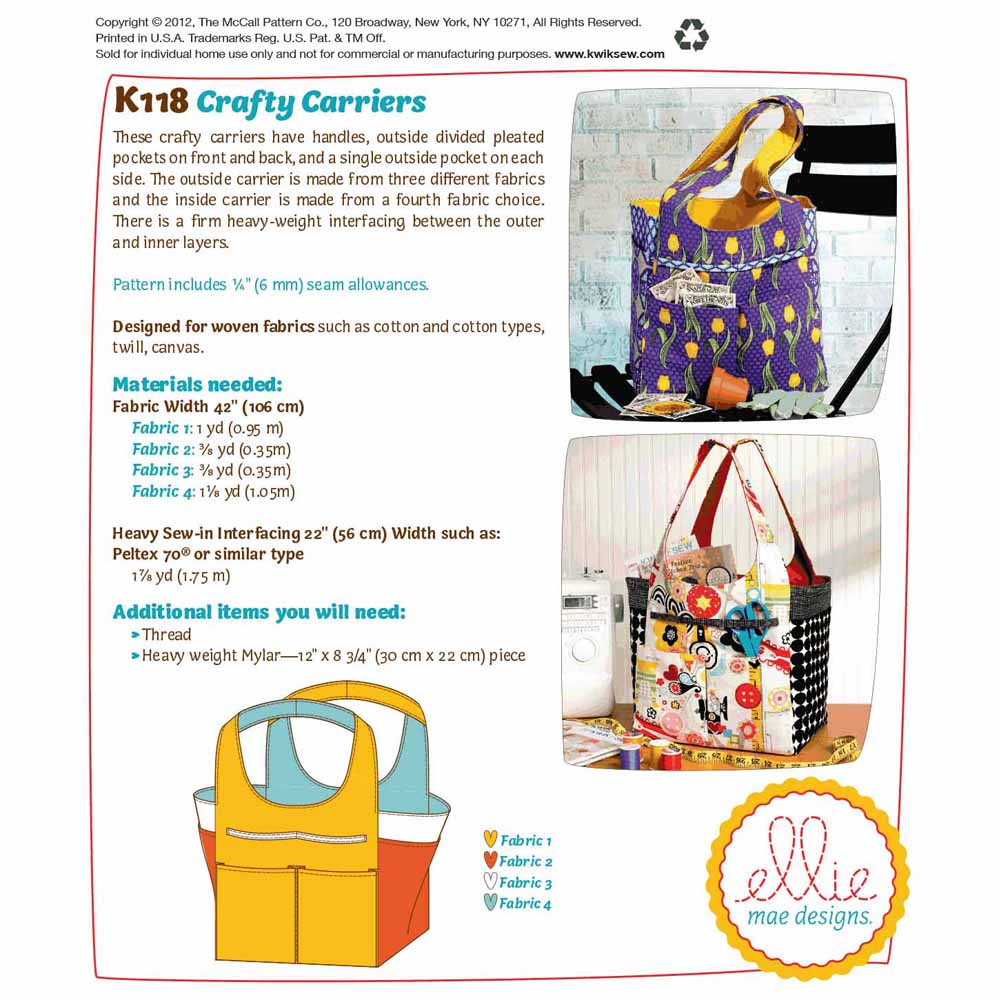 Copyright © 2012, The McCall Pattern Co., 120 Broadway, New York, NY 10271, All Rights Reserved.
Printed in U.S.A. Trademarks Reg. U.S. Pat. & TM Off.
Sold for individual home use only and not for commercial or manufacturing purposes. www.kwiksew.com
K118 Crafty Carriers
These crafty carriers have handles, outside divided pleated
pockets on front and back, and a single outside pocket on each
side. The outside carrier is made from three different fabrics
and the inside carrier is made from a fourth fabric choice.
There is a firm heavy-weight interfacing between the outer
and inner layers.
Pattern includes ¼" (6 mm) seam allowances.
Designed for woven fabrics such as cotton and cotton types,
twill, canvas.
Materials needed:
Fabric Width 42" (106 cm)
Fabric 1: 1 yd (0.95 m)
Fabric 2: ⅜ yd (0.35m)
Fabric 3: ⅜ yd (0.35m)
Fabric 4: 1⅛ yd (1.05m)
Heavy Sew-in Interfacing 22" (56 cm) Width such as:
Peltex 70® or similar type
1⅞ yd (1.75 m)
Additional items you will need:
➢Thread
➢Heavy weight Mylar—12" x 8 3/4" (30 cm x 22 cm) piece
Fabric 1
Fabric 2
Fabric 3
Fabric 4
ellie
mae designs.